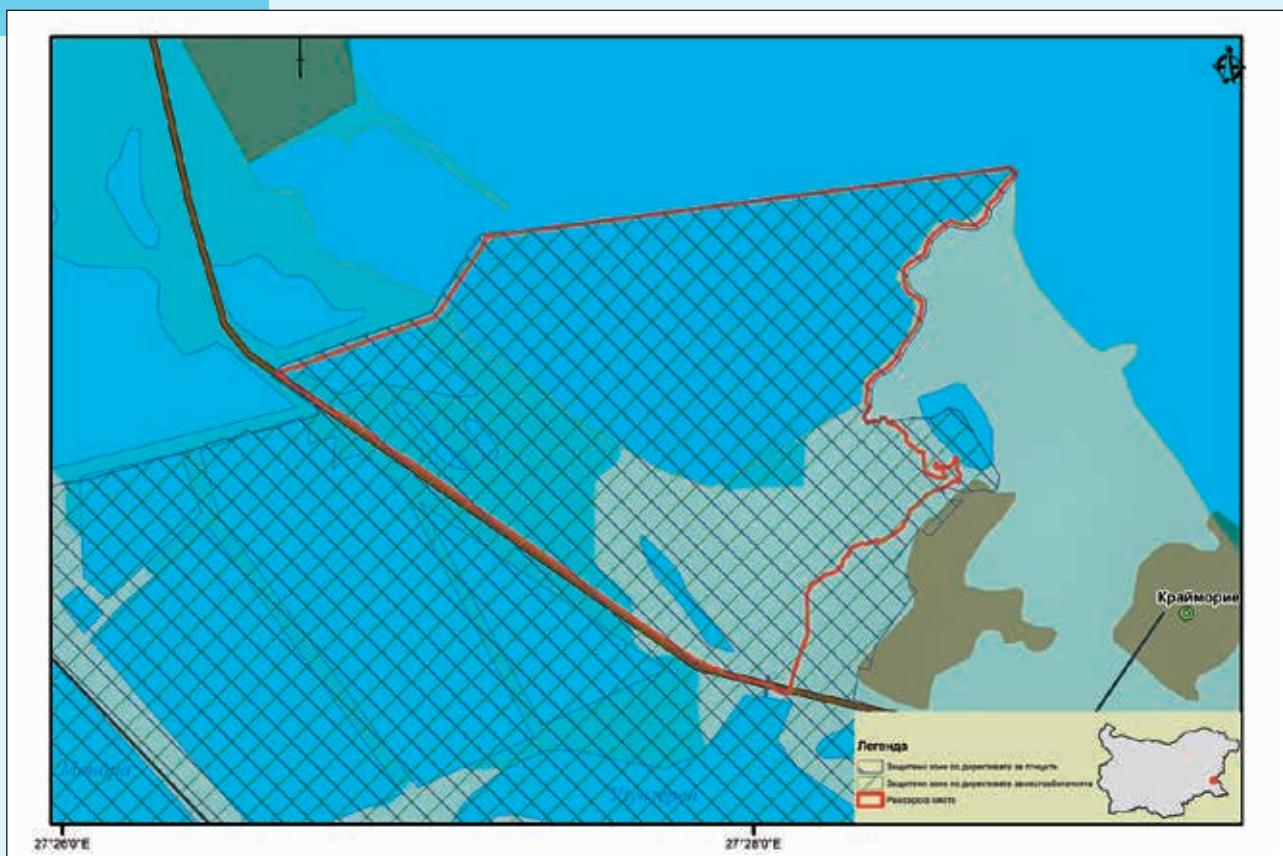 Крайморие
Легенда
Защитени зони по директивата за птиците
Защитени зони по директивата за местообитанията
Рамсарско място
Мандра
27°26'0"E
27°28'0"E